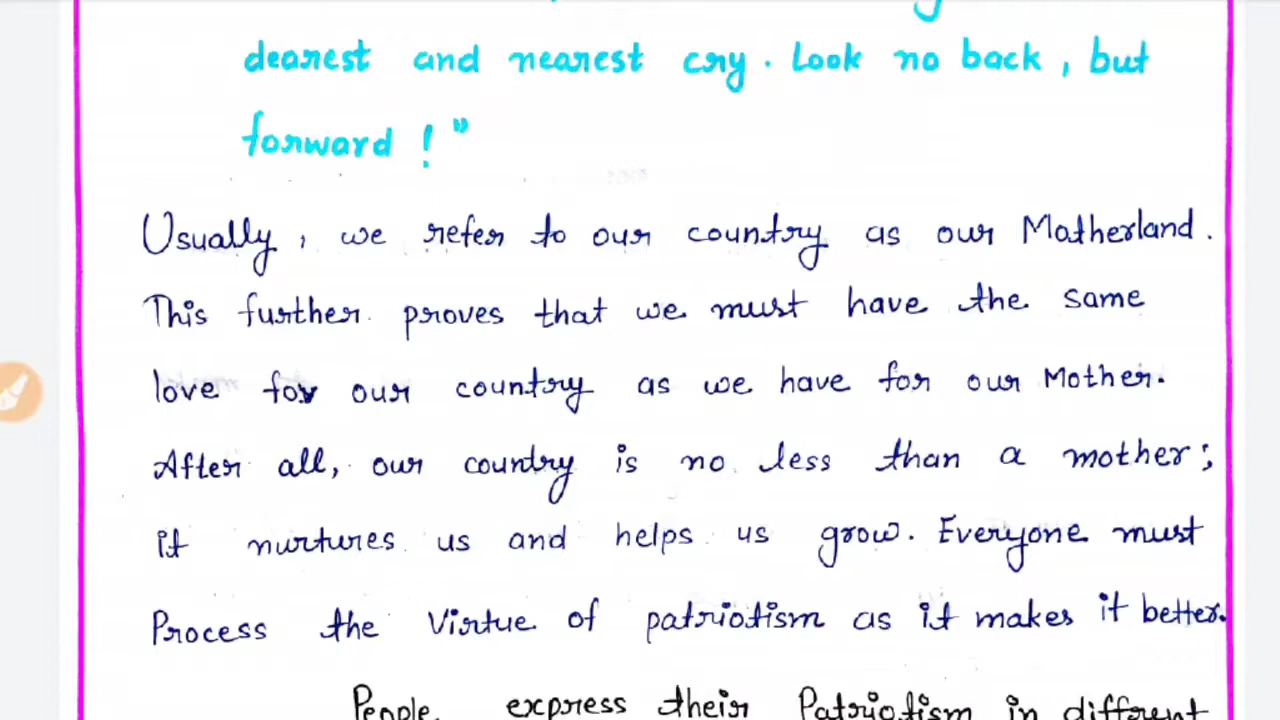 dearest and nearest cry. Look no back, but
forward!"
Usually, we refer to our country as our Matherland.
This further proves that we must have the same
love for our country as we have for our Mother.
After all, our country is no less than a mother;
it nurtures us and helps us grow. Everyone must
Process the virtue of patriotism as it makes it better.
People express their Patriotism in different